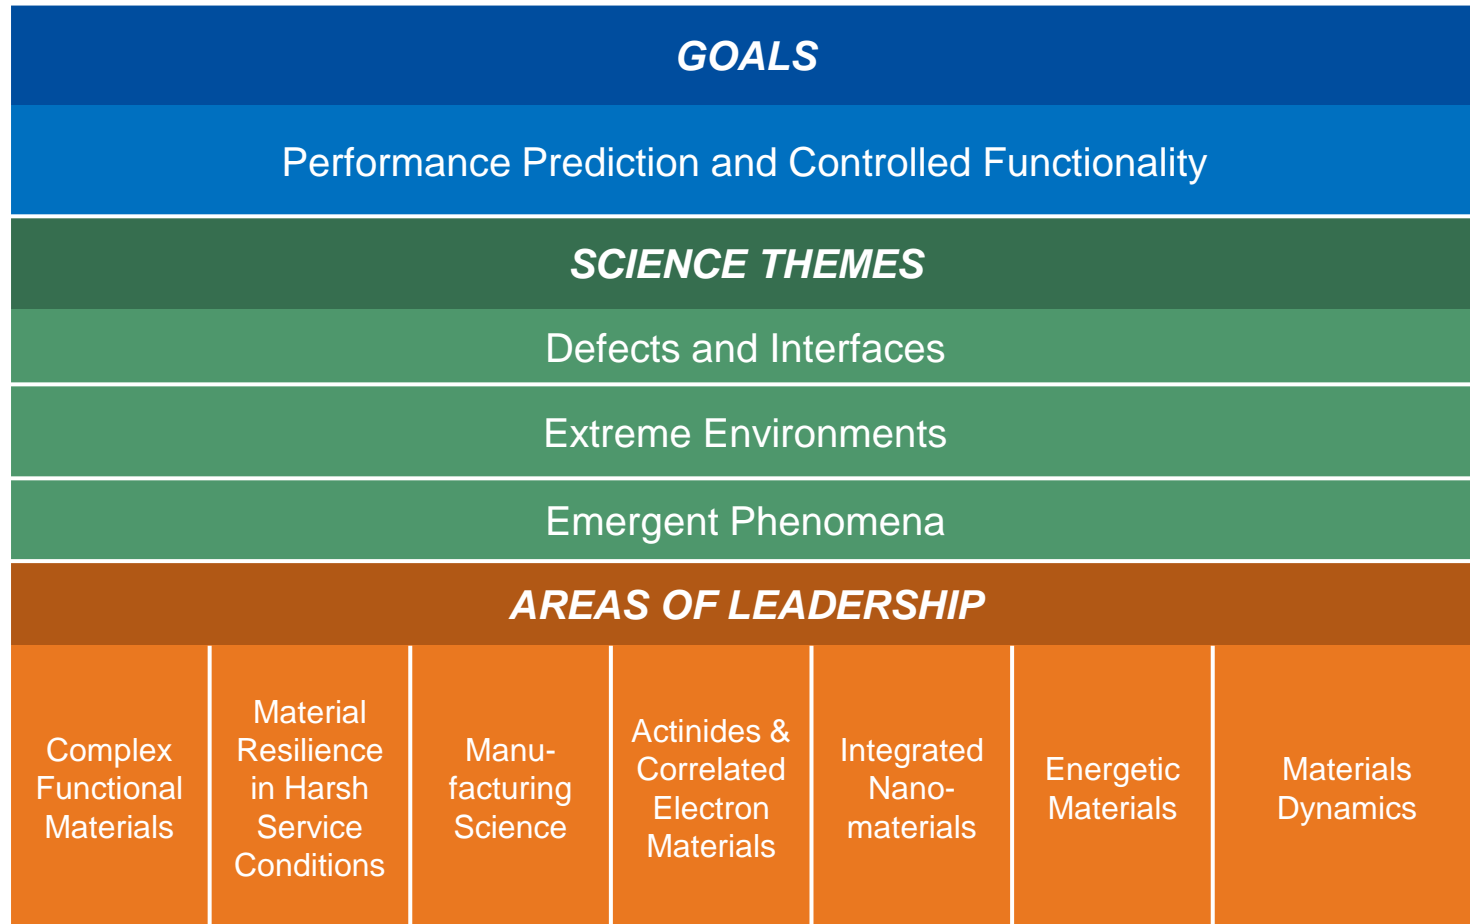 GOALS
Performance Prediction and Controlled Functionality
SCIENCE THEMES
Defects and Interfaces
Extreme Environments
Emergent Phenomena
AREAS OF LEADERSHIP
Complex
Functional
Materials
Material
Resilience
in Harsh
Service
Conditions
Manu-
facturing
Science
Actinides &
Correlated
Electron
Materials
Integrated
Nano-
materials
Energetic
Materials
Materials
Dynamics